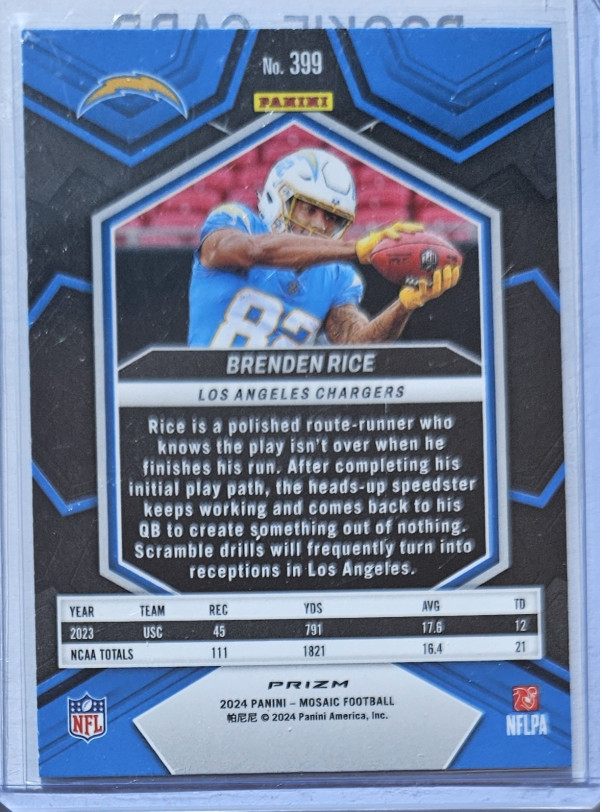 ROOKIE CARD
No. 399
PANINI
82
BRENDEN RICE
LOS ANGELES CHARGERS
Rice is a polished route-runner who
knows the play isn't over when he
finishes his run. After completing his
initial play path, the heads-up speedster
keeps working and comes back to his
QB to create something out of nothing.
Scramble drills will frequently turn into
receptions in Los Angeles.
YEAR TEAM REC YDS AVG TD
2023 USC 45 791 17.6 12
NCAA TOTALS 111 1821 16.4 21
PRIZM
2024 PANINI – MOSAIC FOOTBALL
帕尼尼 © 2024 Panini America, Inc.
NFL
NFLPA